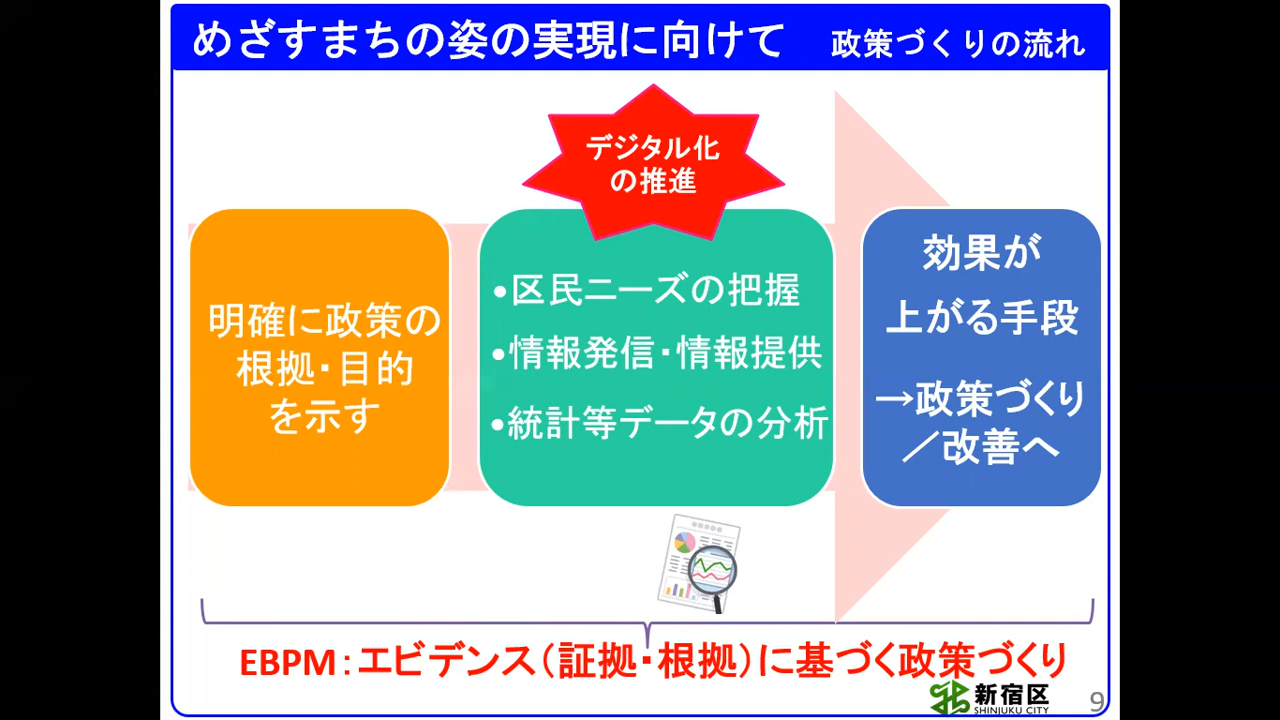 めざすまちの姿の実現に向けて 政策づくりの流れ
デジタル化
の推進
明確に政策の
根拠・目的
を示す
•区民ニーズの把握
•情報発信・情報提供
•統計等データの分析
効果が
上がる手段
→政策づくり
／改善へ
EBPM：エビデンス（証拠・根拠）に基づく政策づくり
新宿区
SHINJUKU CITY
9